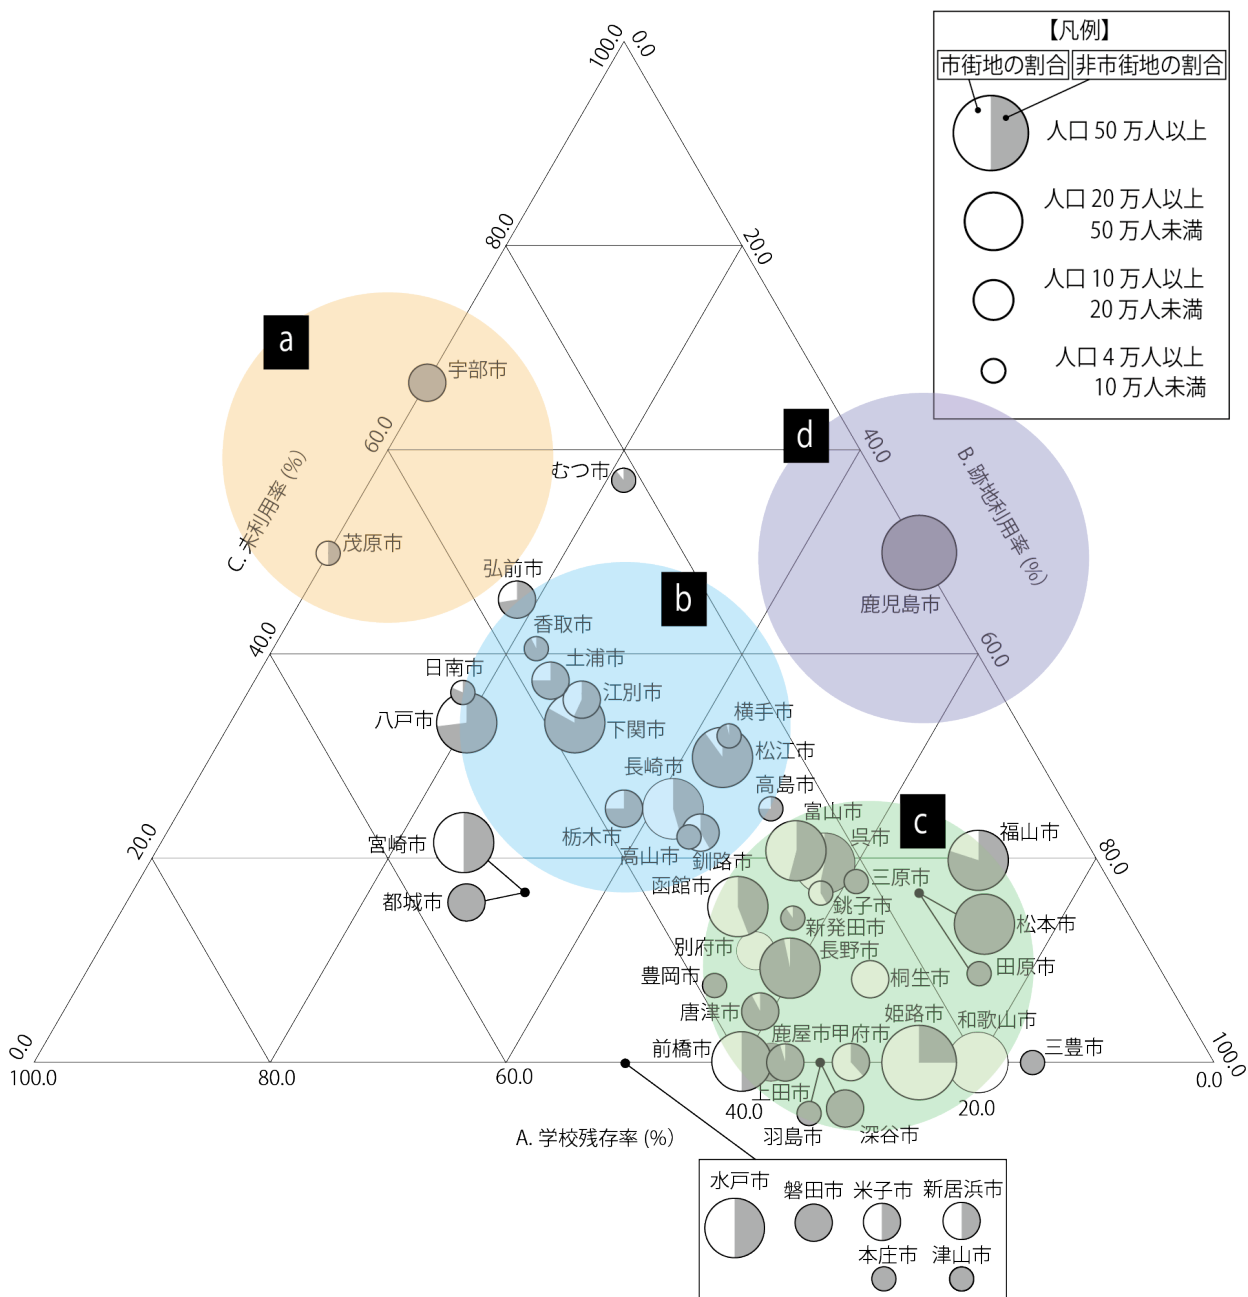 【凡例】
市街地の割合
非市街地の割合
人口 50 万人以上
人口 20 万人以上
50 万人未満
人口 10 万人以上
20 万人未満
人口 4 万人以上
10 万人未満
100.0
0.0
80.0
20.0
a
宇部市
60.0
d
40.0
むつ市
C. 未利用率 (%)
B. 跡地利用率 (%)
茂原市
弘前市
b
鹿児島市
香取市
40.0
60.0
土浦市
日南市
江別市
八戸市
下関市
横手市
松江市
長崎市
高島市
富山市
c
福山市
呉市
20.0
宮崎市
栃木市
高山市
釧路市
80.0
三原市
函館市
都城市
銚子市
新発田市
松本市
別府市
長野市
田原市
豊岡市
桐生市
唐津市
姫路市
和歌山市
鹿屋市
甲府市
前橋市
三豊市
0.0
100.0
100.0
80.0
60.0
40.0
20.0
0.0
上田市
羽島市
深谷市
A. 学校残存率 (%)
水戸市
磐田市
米子市
新居浜市
本庄市
津山市